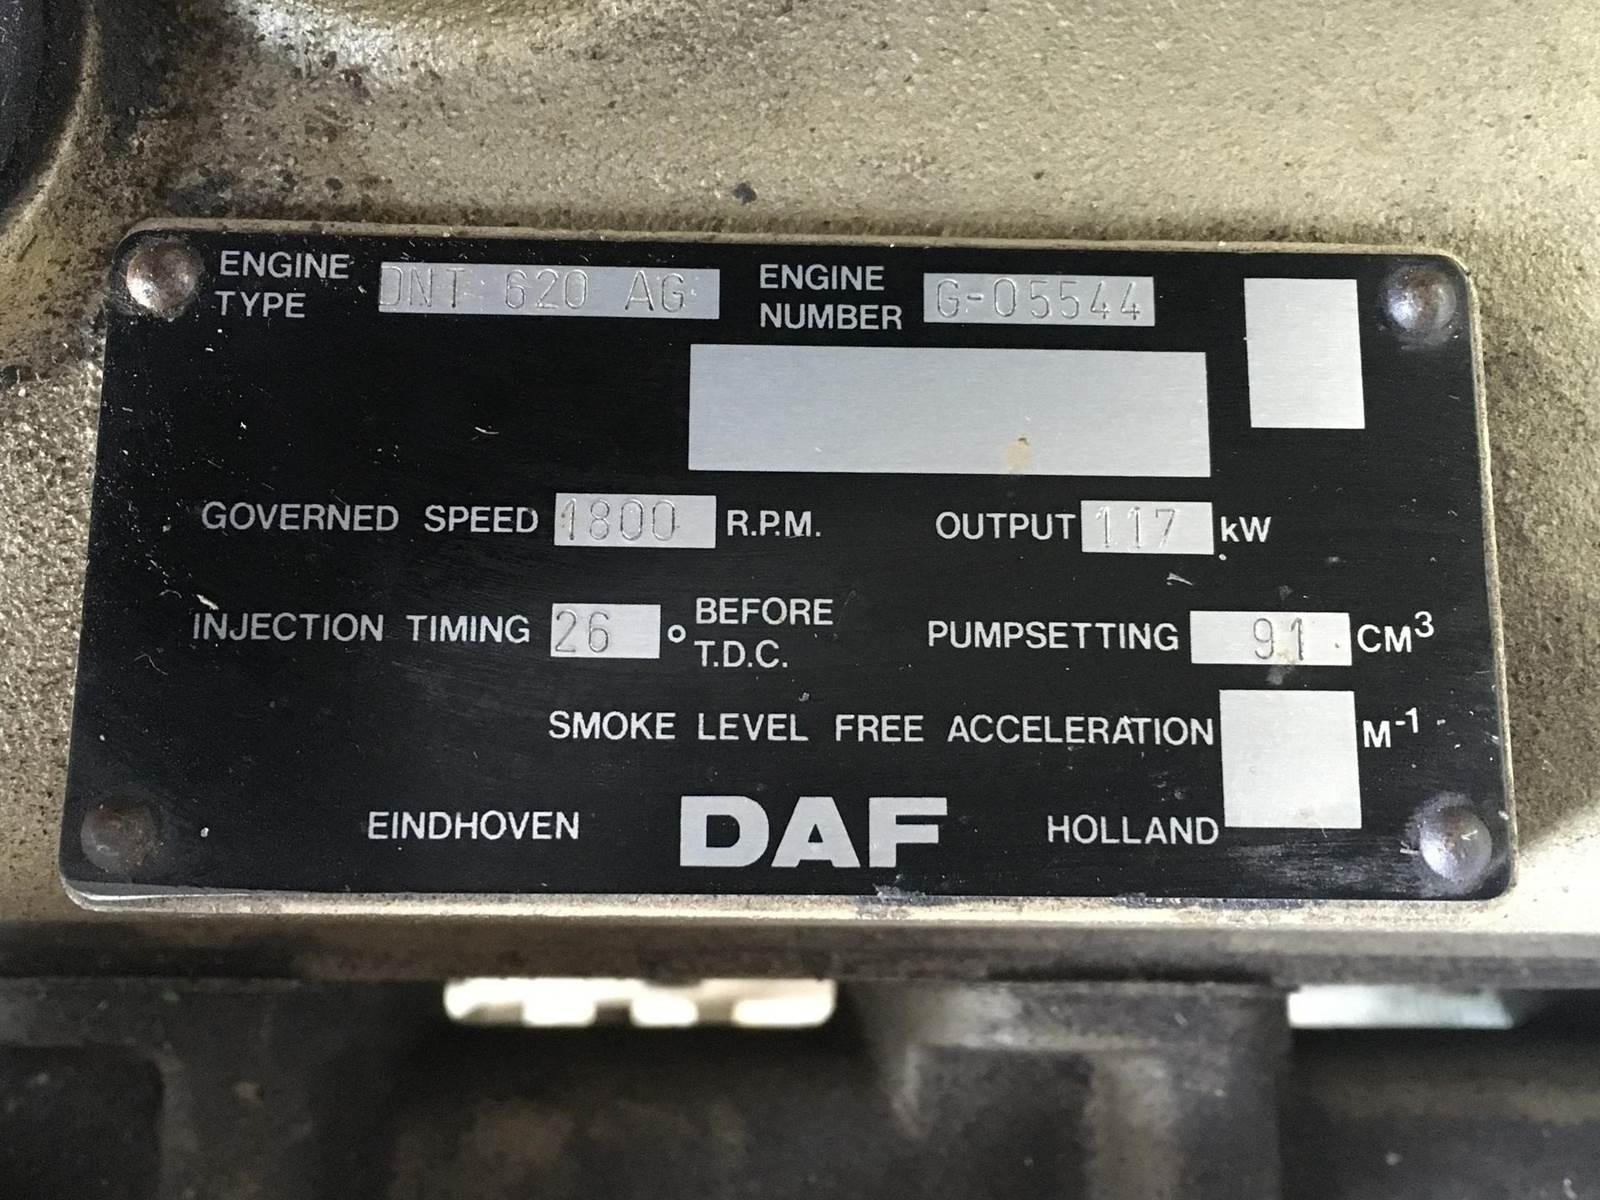 ENGINE TYPE DNT 620 AG ENGINE NUMBER G-05544
GOVERNED SPEED 1800 R.P.M. OUTPUT 117 kW
INJECTION TIMING 26 ° BEFORE T.D.C. PUMPSETTING 91 CM³
SMOKE LEVEL FREE ACCELERATION M⁻¹
EINDHOVEN DAF HOLLAND